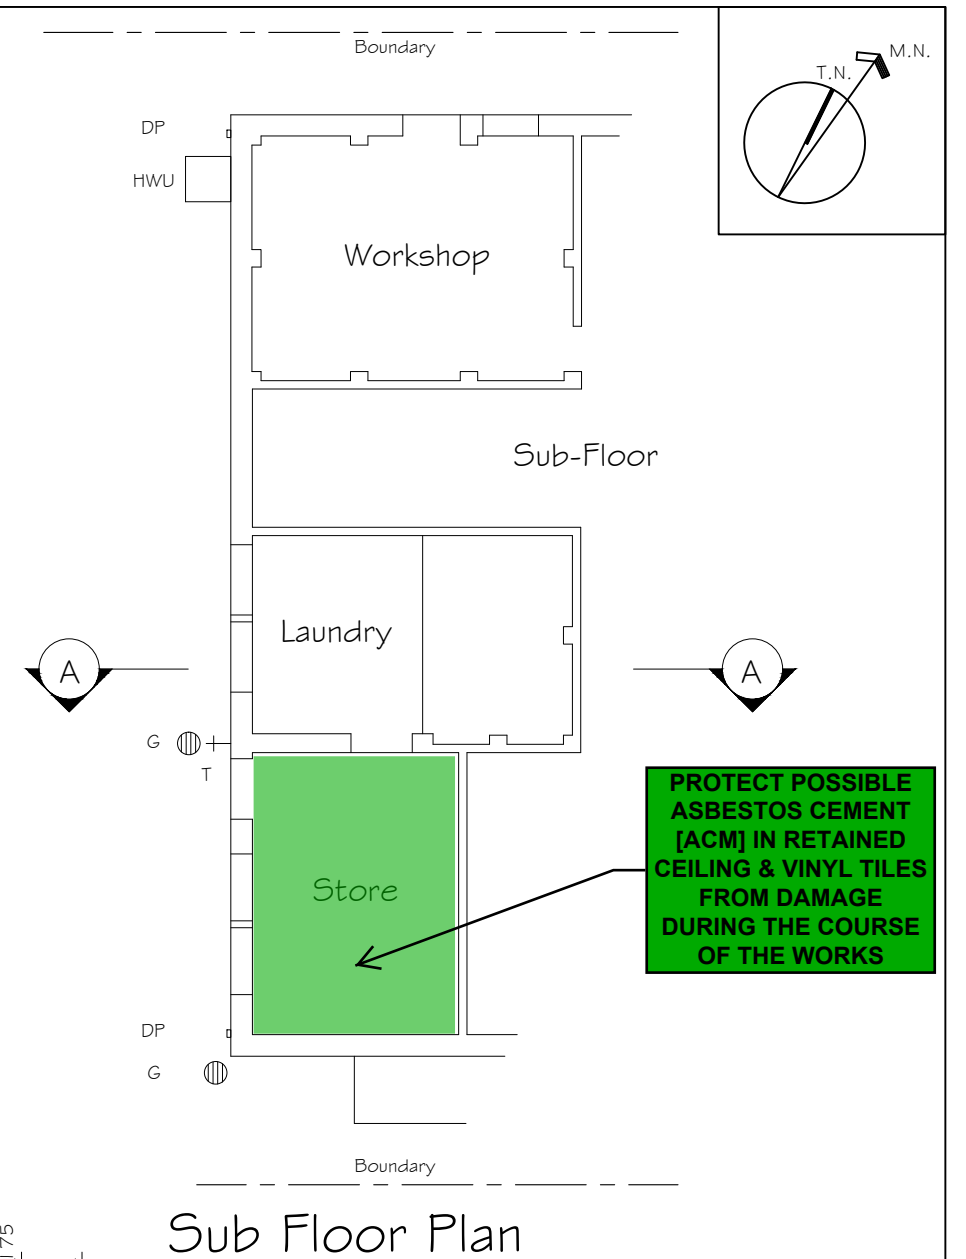 Boundary
M.N.
T.N.
DP
HWU
Workshop
Sub-Floor
Laundry
A
A
G
T
PROTECT POSSIBLE
ASBESTOS CEMENT
[ACM] IN RETAINED
CEILING & VINYL TILES
FROM DAMAGE
DURING THE COURSE
OF THE WORKS
Store
DP
G
Boundary
Sub Floor Plan